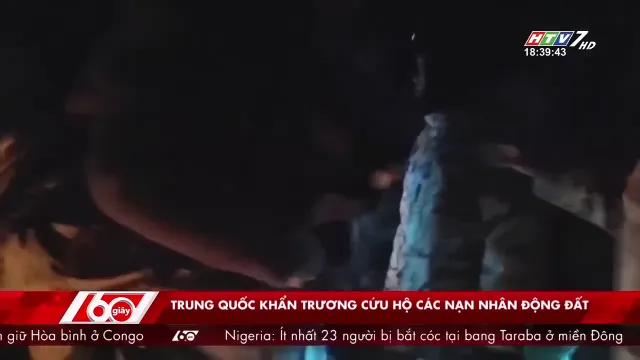 HTV7 HD
18:39:43
60 giây
TRUNG QUỐC KHẨN TRƯƠNG CỨU HỘ CÁC NẠN NHÂN ĐỘNG ĐẤT
giữ Hòa bình ở Congo 60 Nigeria: Ít nhất 23 người bị bắt cóc tại bang Taraba ở miền Đông